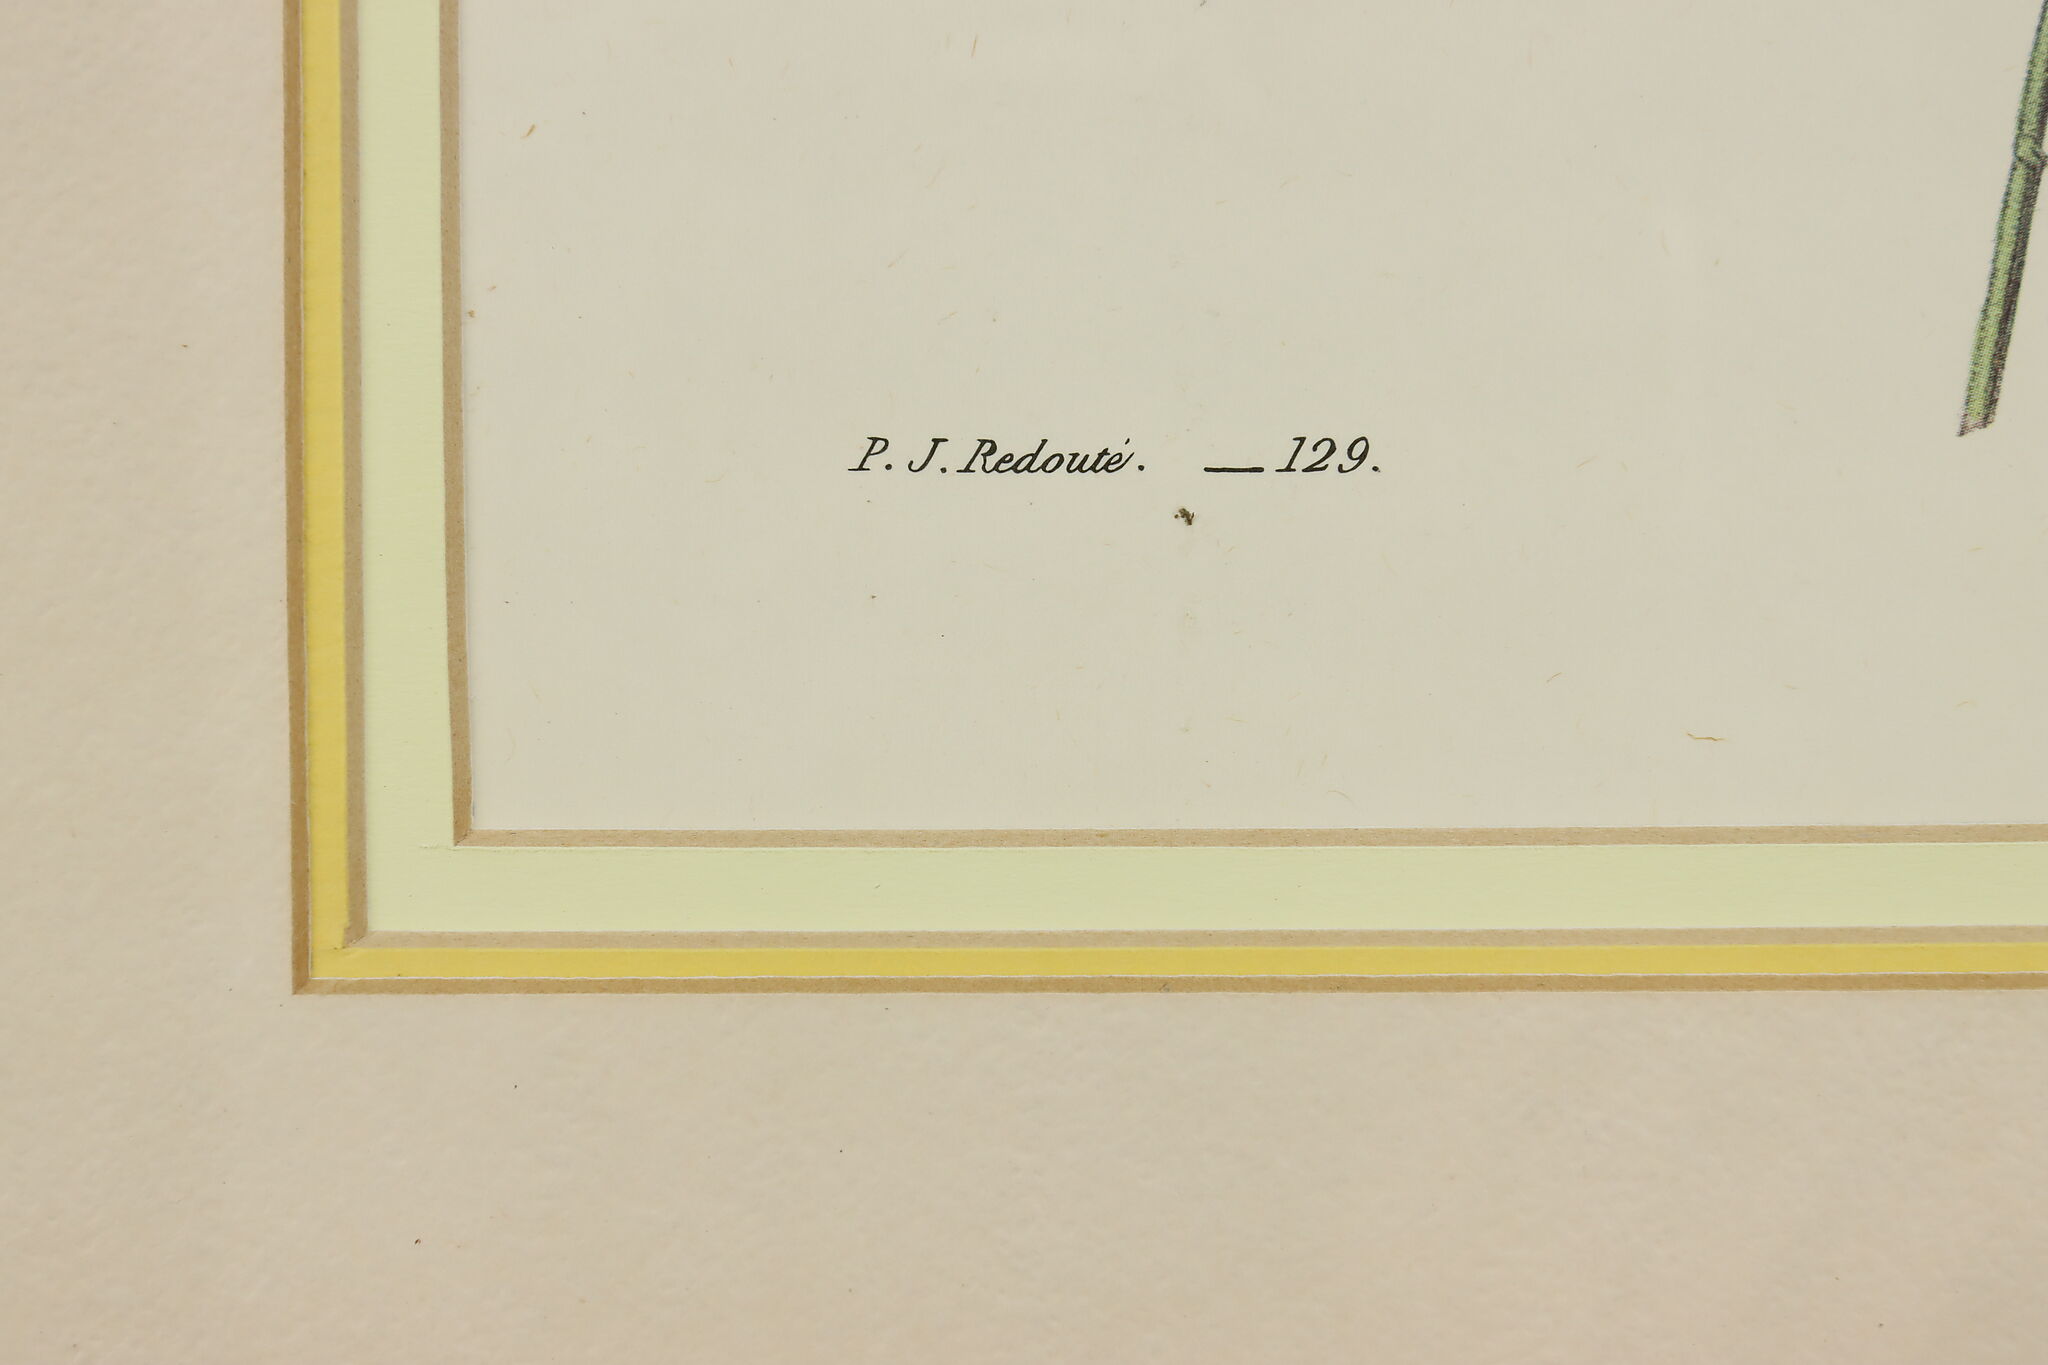 P. J. Redouté. — 129.